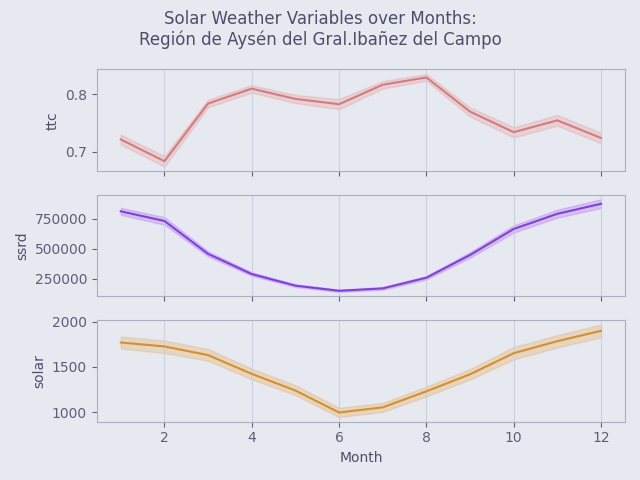 Solar Weather Variables over Months:
Región de Aysén del Gral.Ibañez del Campo
0.8
0.7
ttc
750000
500000
250000
ssrd
2000
1500
1000
solar
2 4 6 8 10 12
Month